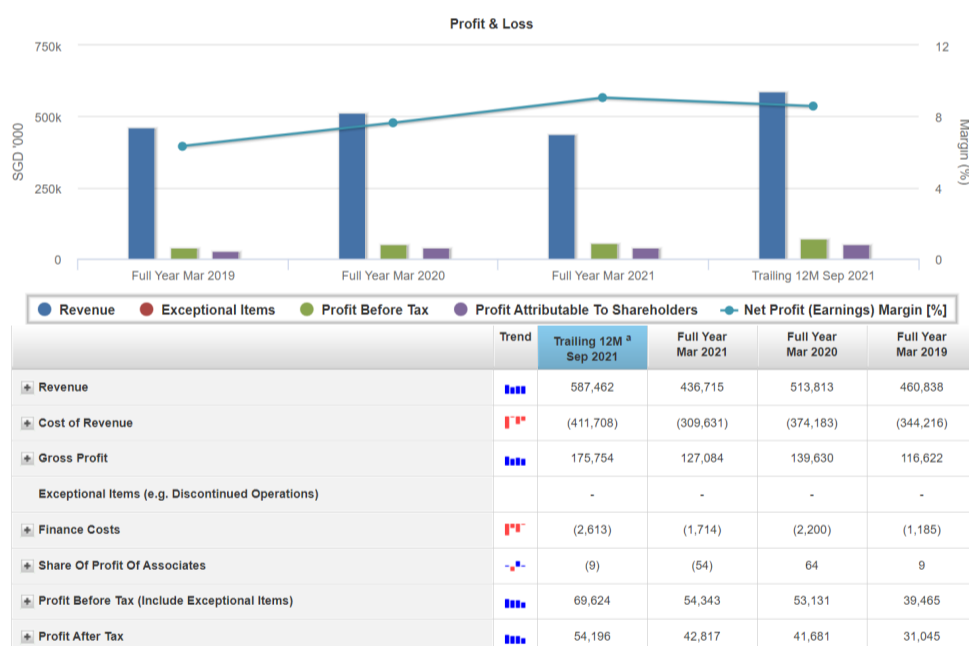 Profit & Loss
750k
12
500k
8
250k
4
0
0
SGD '000
Margin (%)
Full Year Mar 2019
Full Year Mar 2020
Full Year Mar 2021
Trailing 12M Sep 2021
Revenue Exceptional Items Profit Before Tax Profit Attributable To Shareholders Net Profit (Earnings) Margin [%]
Trend Trailing 12M a Full Year Full Year Full Year
Sep 2021 Mar 2021 Mar 2020 Mar 2019
Revenue 587,462 436,715 513,813 460,838
Cost of Revenue (411,708) (309,631) (374,183) (344,216)
Gross Profit 175,754 127,084 139,630 116,622
Exceptional Items (e.g. Discontinued Operations) - - - -
Finance Costs (2,613) (1,714) (2,200) (1,185)
Share Of Profit Of Associates (9) (54) 64 9
Profit Before Tax (Include Exceptional Items) 69,624 54,343 53,131 39,465
Profit After Tax 54,196 42,817 41,681 31,045